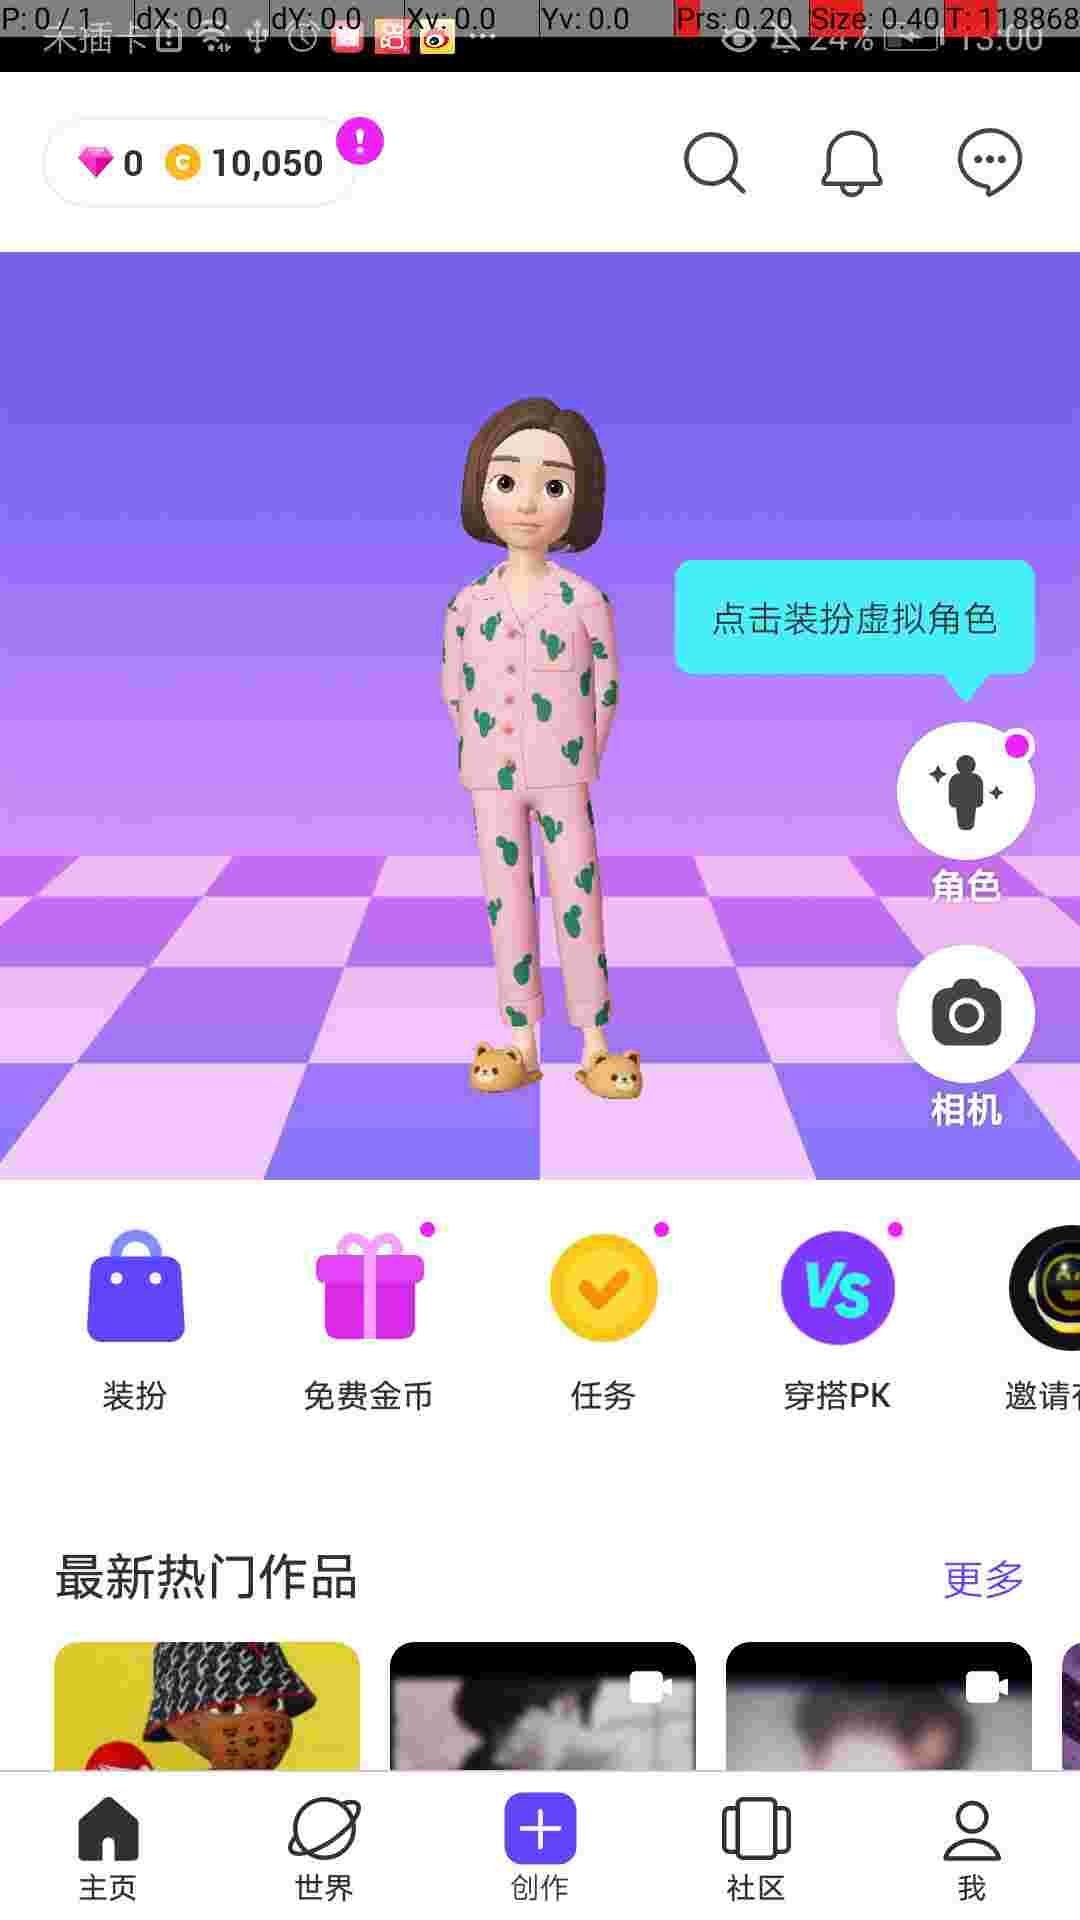 P: 0 / 1 dX: 0.0 dY: 0.0 Xv: 0.0 Yv: 0.0 Prs: 0.20 Size: 0.40 T: 118868
未插卡 24% 13:00
0 10,050
点击装扮虚拟角色
角色
相机
VS
装扮 免费金币 任务 穿搭PK 邀请
最新热门作品 更多
主页 世界 创作 社区 我